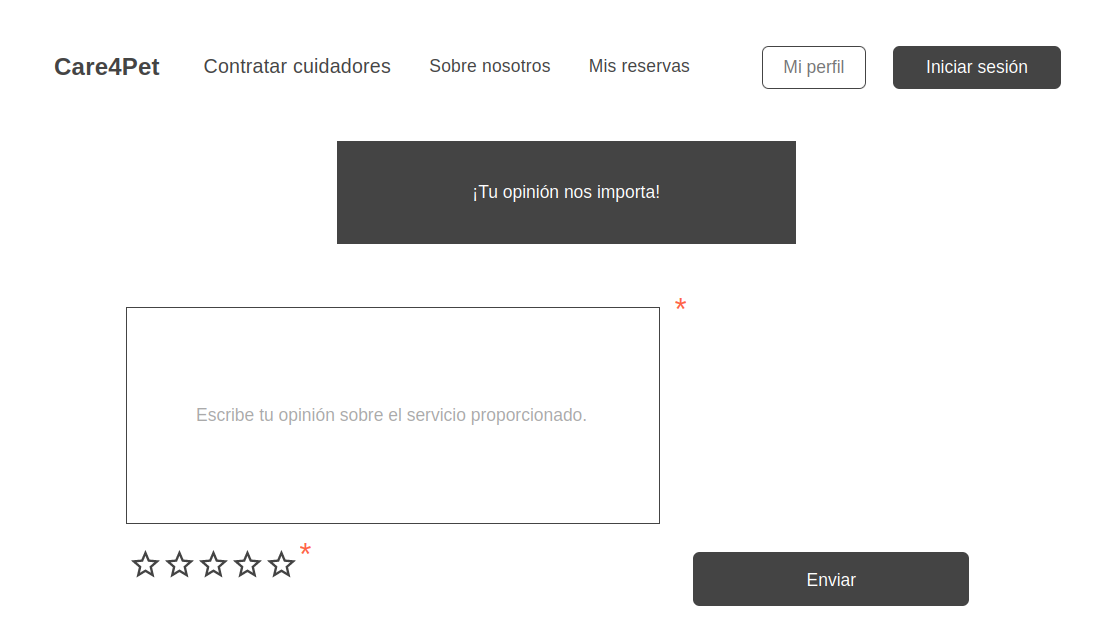 Care4Pet Contratar cuidadores Sobre nosotros Mis reservas Mi perfil Iniciar sesión
¡Tu opinión nos importa!
*
Escribe tu opinión sobre el servicio proporcionado.
*
Enviar